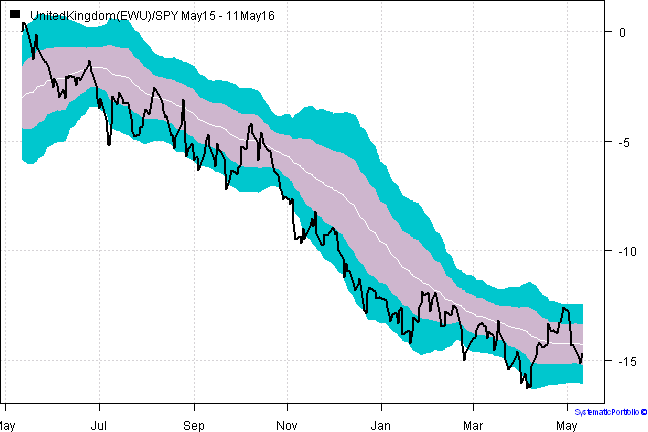 UnitedKingdom(EWU)/SPY May15 - 11May16
0
-5
-10
-15
May Jul Sep Nov Jan Mar May
SystematicPortfolio ©